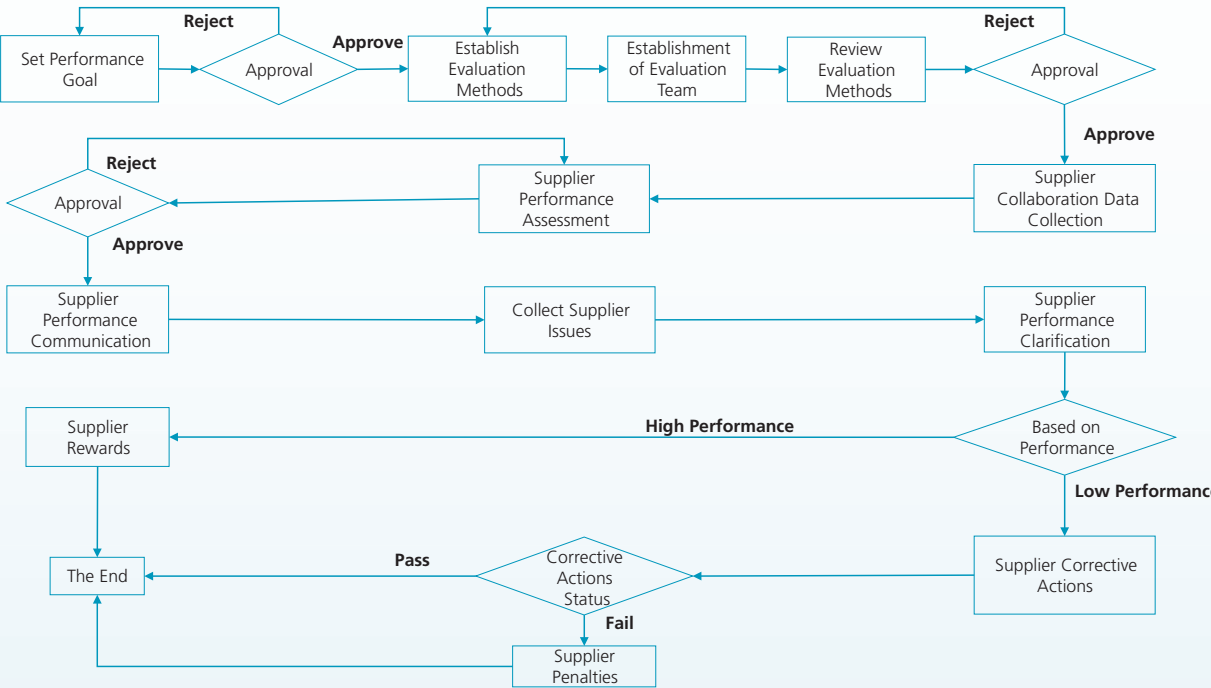 Reject
Reject
Set Performance
Goal
Approval
Approve
Establish
Evaluation
Methods
Establishment
of Evaluation
Team
Review
Evaluation
Methods
Approval
Approve
Reject
Approval
Supplier
Performance
Assessment
Supplier
Collaboration Data
Collection
Approve
Supplier
Performance
Communication
Collect Supplier
Issues
Supplier
Performance
Clarification
Supplier
Rewards
High Performance
Based on
Performance
Low Performance
The End
Pass
Corrective
Actions
Status
Supplier Corrective
Actions
Fail
Supplier
Penalties